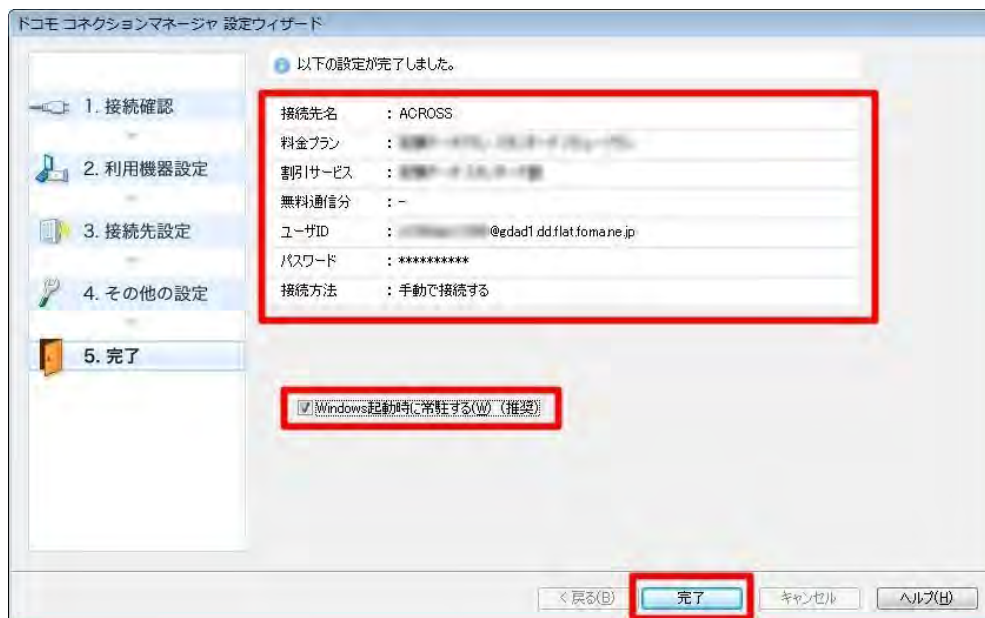 ドコモ コネクションマネージャ 設定ウィザード
以下の設定が完了しました。
1. 接続確認
2. 利用機器設定
3. 接続先設定
4. その他の設定
5. 完了
接続先名 : ACROSS
料金プラン :
割引サービス :
無料通信分 : -
ユーザID : @gdad1.dd.flat.foma.ne.jp
パスワード : **********
接続方法 : 手動で接続する
Windows起動時に常駐する(W) (推奨)
< 戻る(B) 完了 キャンセル ヘルプ(H)